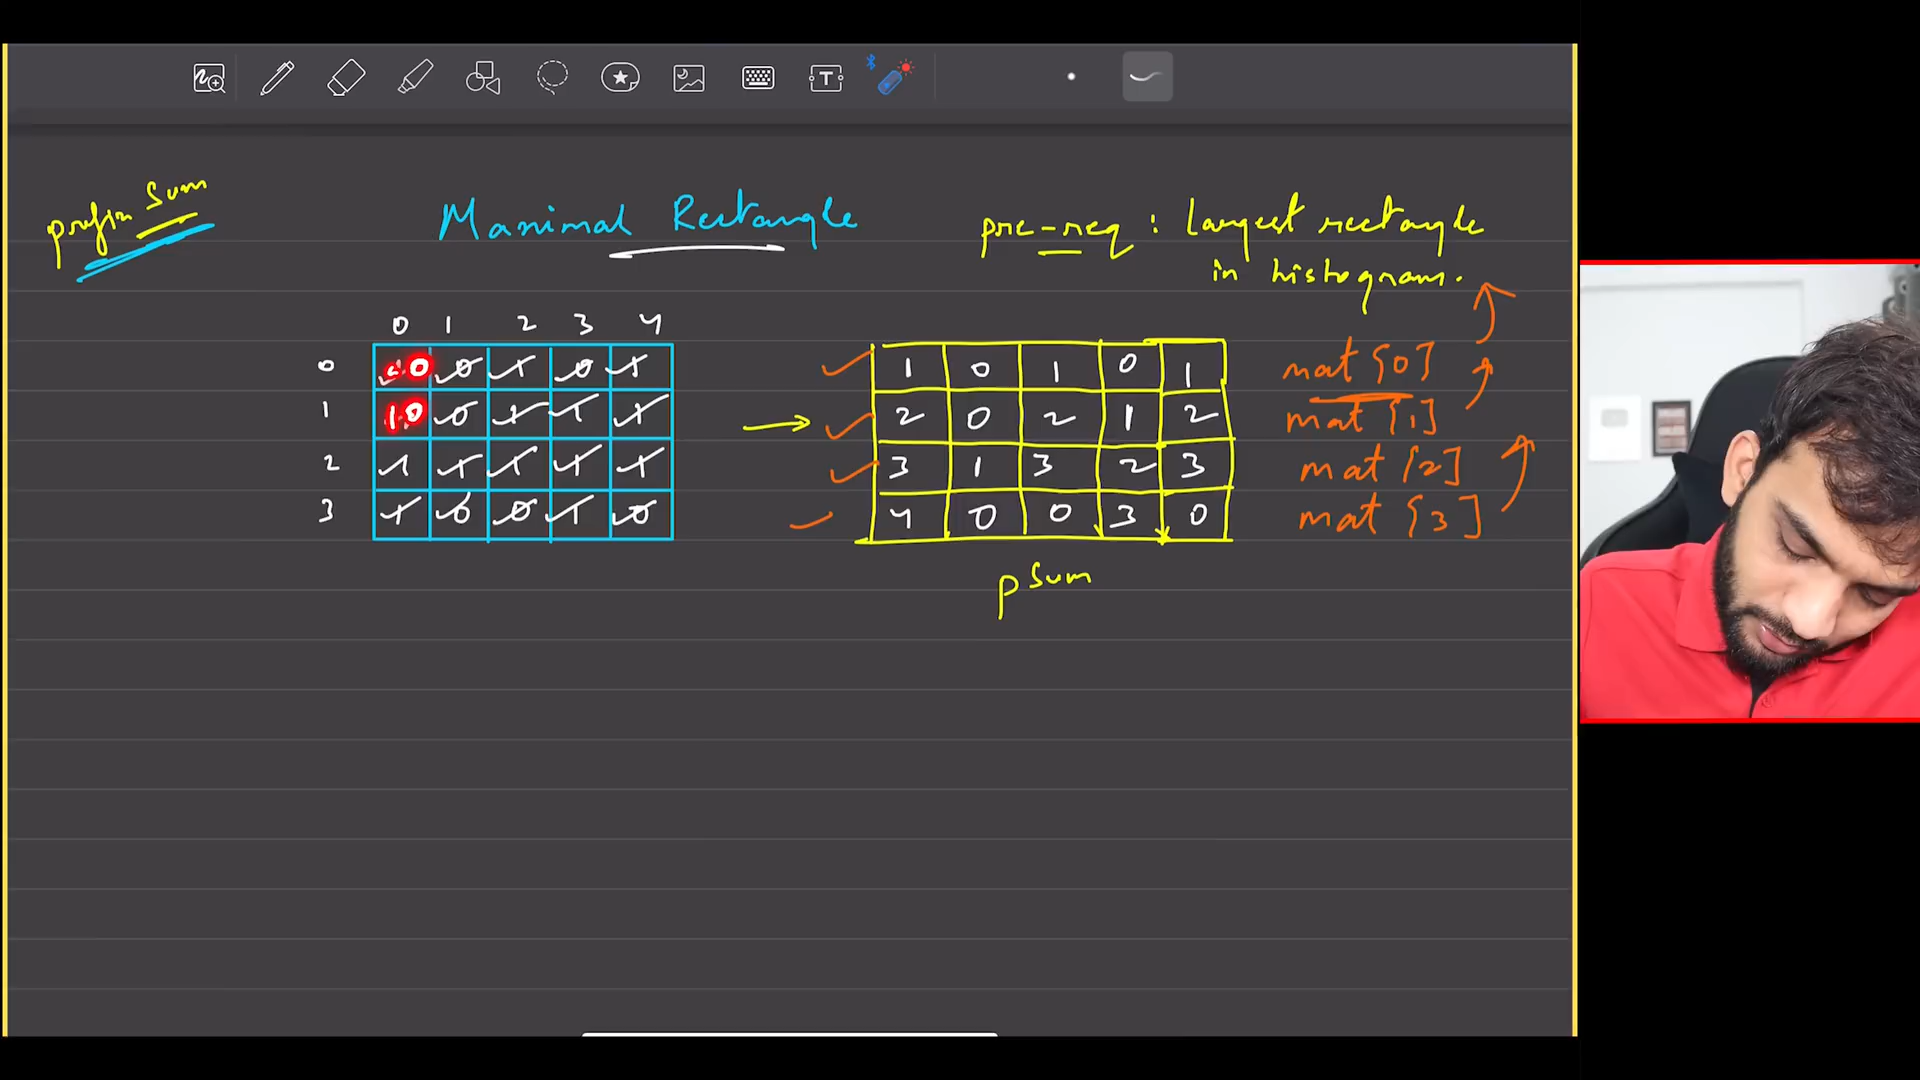 prefix sum
Maximal Rectangle
pre-req : largest rectangle
in histogram.
0 1 2 3 4
0 0 1 0 1
1 0 1 1 1
2 1 1 1 1 1
3 1 0 0 1 0
1 0 1 0 1 mat [0]
2 0 2 1 2 mat [1]
3 1 3 2 3 mat [2]
4 0 0 3 0 mat [3]
p sum
T